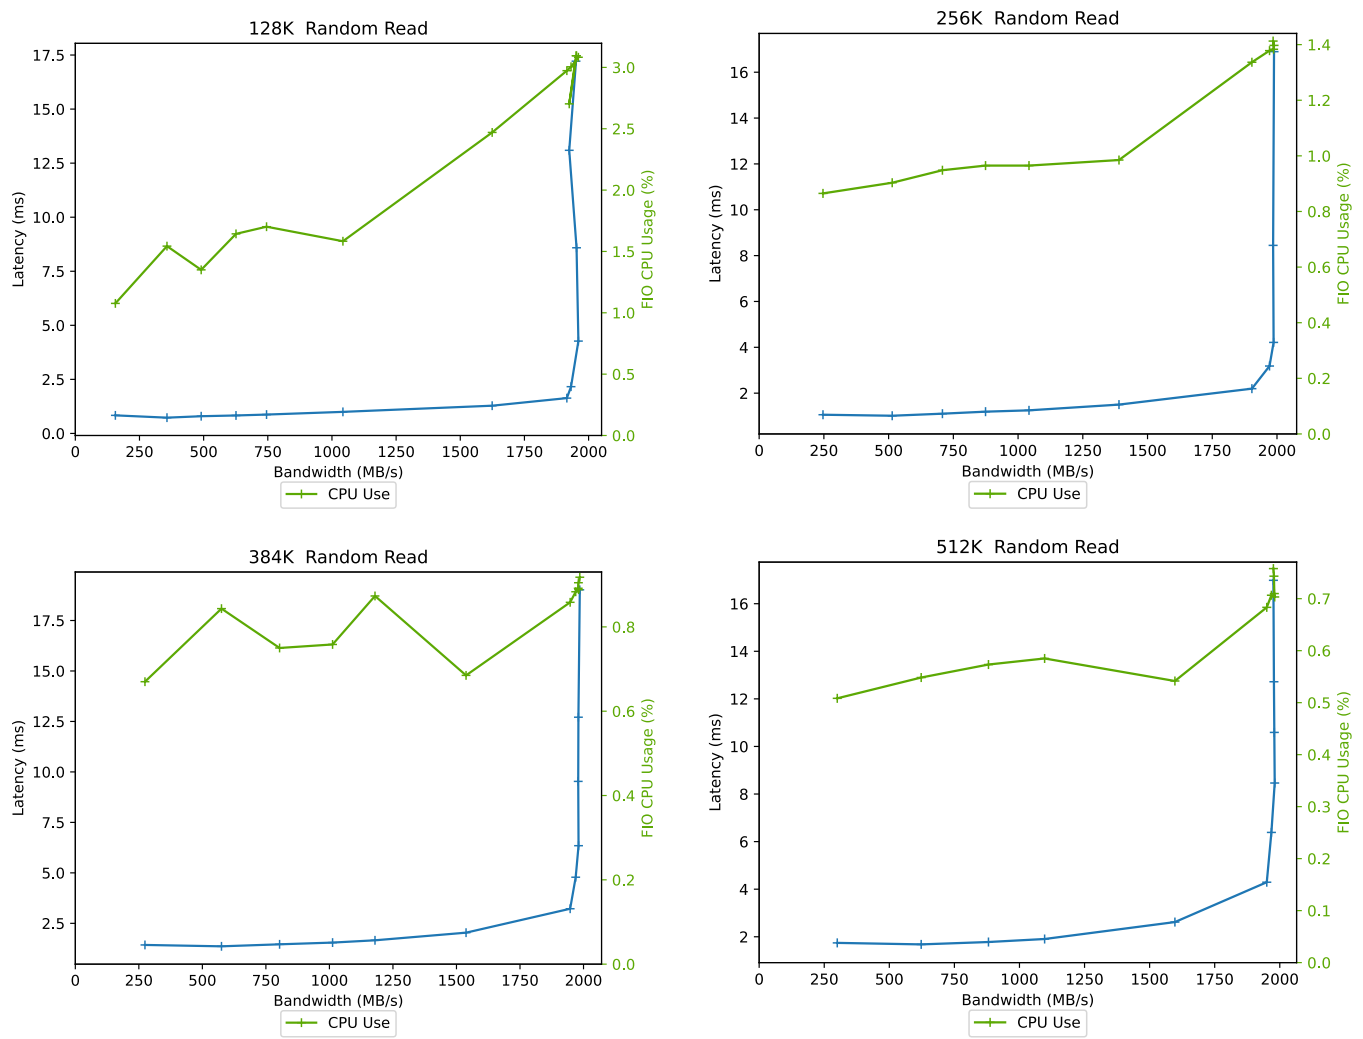 128K  Random Read
17.5
15.0
12.5
10.0
7.5
5.0
2.5
0.0
Latency (ms)
3.0
2.5
2.0
1.5
1.0
0.5
0.0
FIO CPU Usage (%)
0 250 500 750 1000 1250 1500 1750 2000
Bandwidth (MB/s)
CPU Use
256K  Random Read
16
14
12
10
8
6
4
2
Latency (ms)
1.4
1.2
1.0
0.8
0.6
0.4
0.2
0.0
FIO CPU Usage (%)
0 250 500 750 1000 1250 1500 1750 2000
Bandwidth (MB/s)
CPU Use
384K  Random Read
17.5
15.0
12.5
10.0
7.5
5.0
2.5
Latency (ms)
0.8
0.6
0.4
0.2
0.0
FIO CPU Usage (%)
0 250 500 750 1000 1250 1500 1750 2000
Bandwidth (MB/s)
CPU Use
512K  Random Read
16
14
12
10
8
6
4
2
Latency (ms)
0.7
0.6
0.5
0.4
0.3
0.2
0.1
0.0
FIO CPU Usage (%)
0 250 500 750 1000 1250 1500 1750 2000
Bandwidth (MB/s)
CPU Use